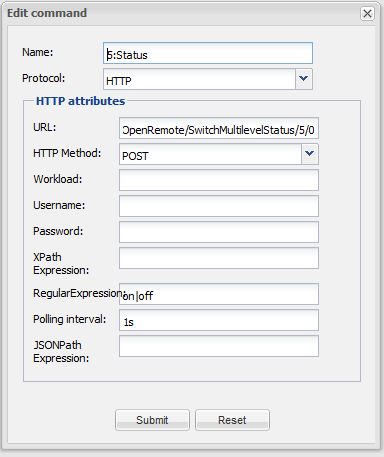 Edit command
Name: 5:Status
Protocol: HTTP
HTTP attributes
URL: OpenRemote/SwitchMultilevelStatus/5/0
HTTP Method: POST
Workload:
Username:
Password:
XPath
Expression:
RegularExpression: on|off
Polling interval: 1s
JSONPath
Expression:
Submit Reset